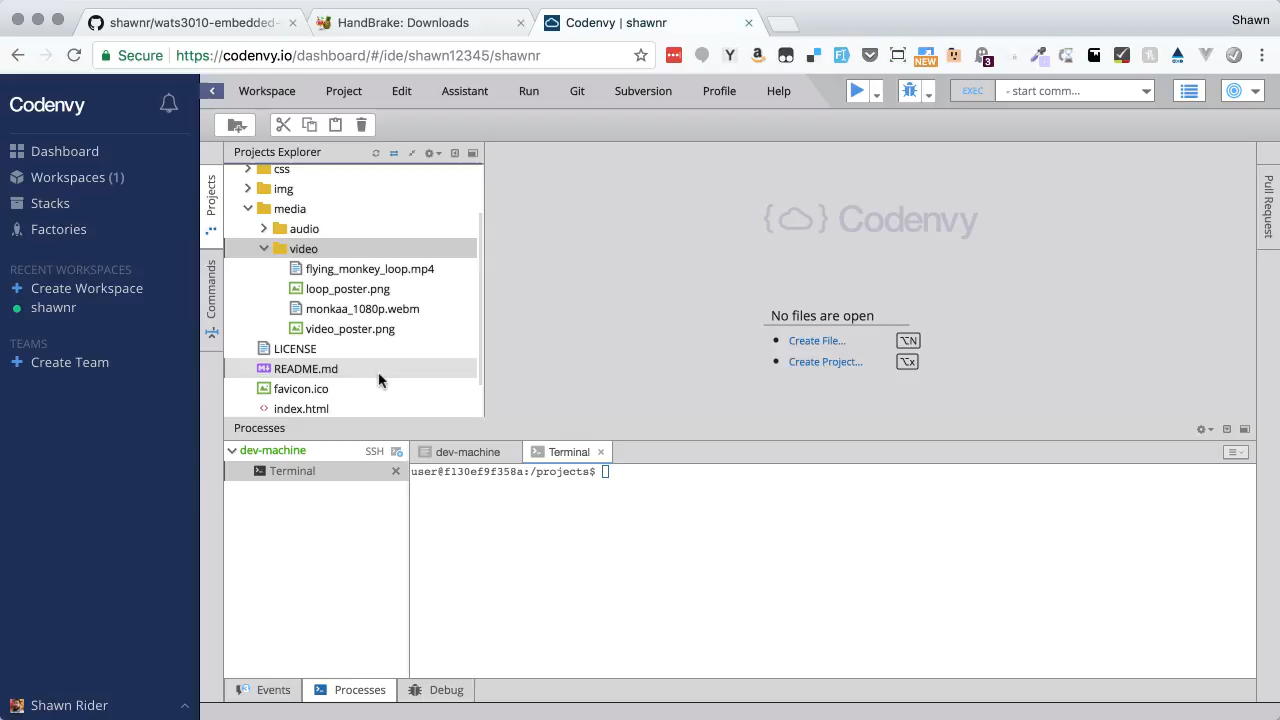 shawnr/wats3010-embedded-
HandBrake: Downloads
Codenvy | shawnr
Shawn
Secure
https://codenvy.io/dashboard/#/ide/shawn12345/shawnr
Y
NEW
3
Codenvy
Workspace
Project
Edit
Assistant
Run
Git
Subversion
Profile
Help
EXEC
- start comm...
Dashboard
Workspaces (1)
Stacks
Factories
RECENT WORKSPACES
Create Workspace
shawnr
TEAMS
Create Team
Shawn Rider
Projects
Commands
Projects Explorer
css
img
media
audio
video
flying_monkey_loop.mp4
loop_poster.png
monkaa_1080p.webm
video_poster.png
LICENSE
README.md
favicon.ico
index.html
{ } Codenvy
No files are open
Create File...
⌥N
Create Project...
⌥x
Pull Request
Processes
dev-machine
SSH
Terminal
dev-machine
Terminal
user@f130ef9f358a:/projects$
Events
Processes
Debug